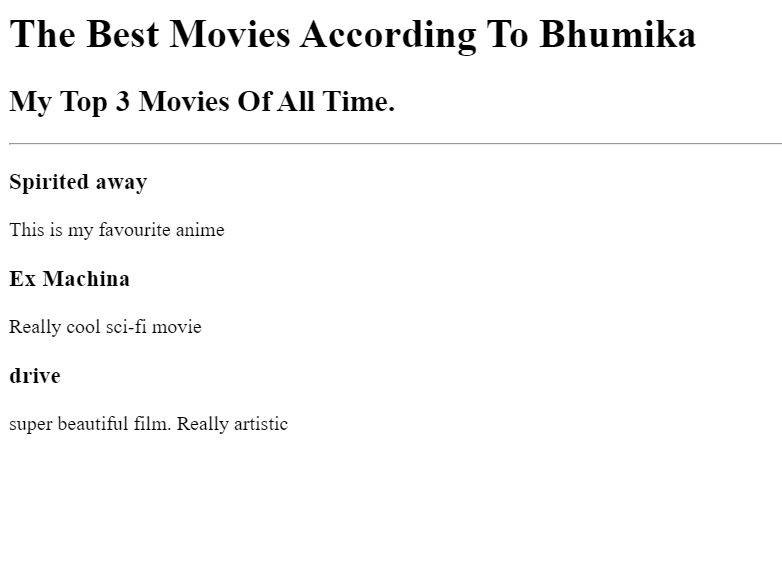 The Best Movies According To Bhumika
My Top 3 Movies Of All Time.
Spirited away
This is my favourite anime
Ex Machina
Really cool sci-fi movie
drive
super beautiful film. Really artistic